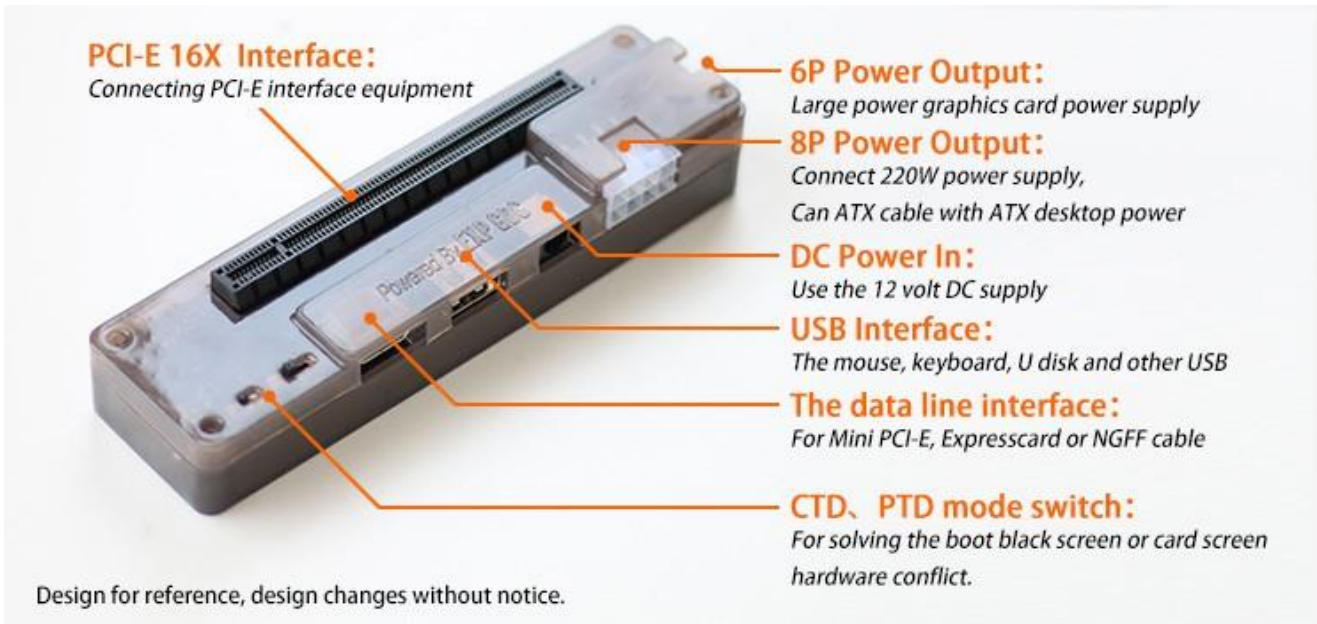 PCI-E 16X Interface:
Connecting PCI-E interface equipment
6P Power Output:
Large power graphics card power supply
8P Power Output:
Connect 220W power supply,
Can ATX cable with ATX desktop power
DC Power In:
Use the 12 volt DC supply
Powered By EXP GDC
USB Interface:
The mouse, keyboard, U disk and other USB
The data line interface:
For Mini PCI-E, Expresscard or NGFF cable
CTD、PTD mode switch:
For solving the boot black screen or card screen
hardware conflict.
Design for reference, design changes without notice.